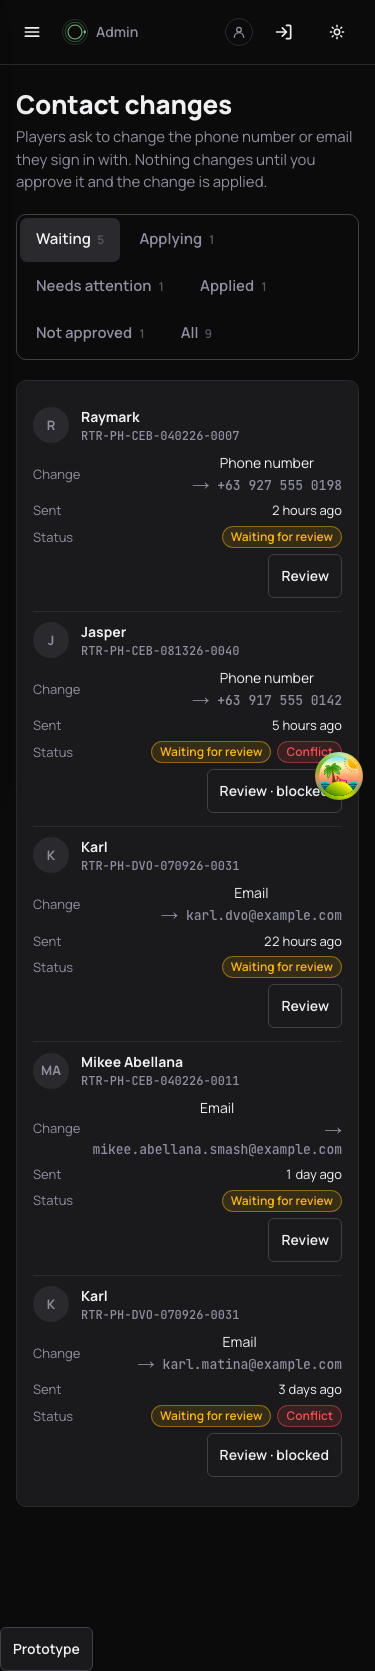 Admin
Contact changes
Players ask to change the phone number or email
they sign in with. Nothing changes until you
approve it and the change is applied.
Waiting 5 Applying 1
Needs attention 1 Applied 1
Not approved 1 All 9
R Raymark
RTR-PH-CEB-040226-0007
Change Phone number
→ +63 927 555 0198
Sent 2 hours ago
Status Waiting for review
Review
J Jasper
RTR-PH-CEB-081326-0040
Change Phone number
→ +63 917 555 0142
Sent 5 hours ago
Status Waiting for review Conflict
Review · blocked
K Karl
RTR-PH-DVO-070926-0031
Change Email
→ karl.dvo@example.com
Sent 22 hours ago
Status Waiting for review
Review
MA Mikee Abellana
RTR-PH-CEB-040226-0011
Change Email
→
mikee.abellana.smash@example.com
Sent 1 day ago
Status Waiting for review
Review
K Karl
RTR-PH-DVO-070926-0031
Change Email
→ karl.matina@example.com
Sent 3 days ago
Status Waiting for review Conflict
Review · blocked
Prototype